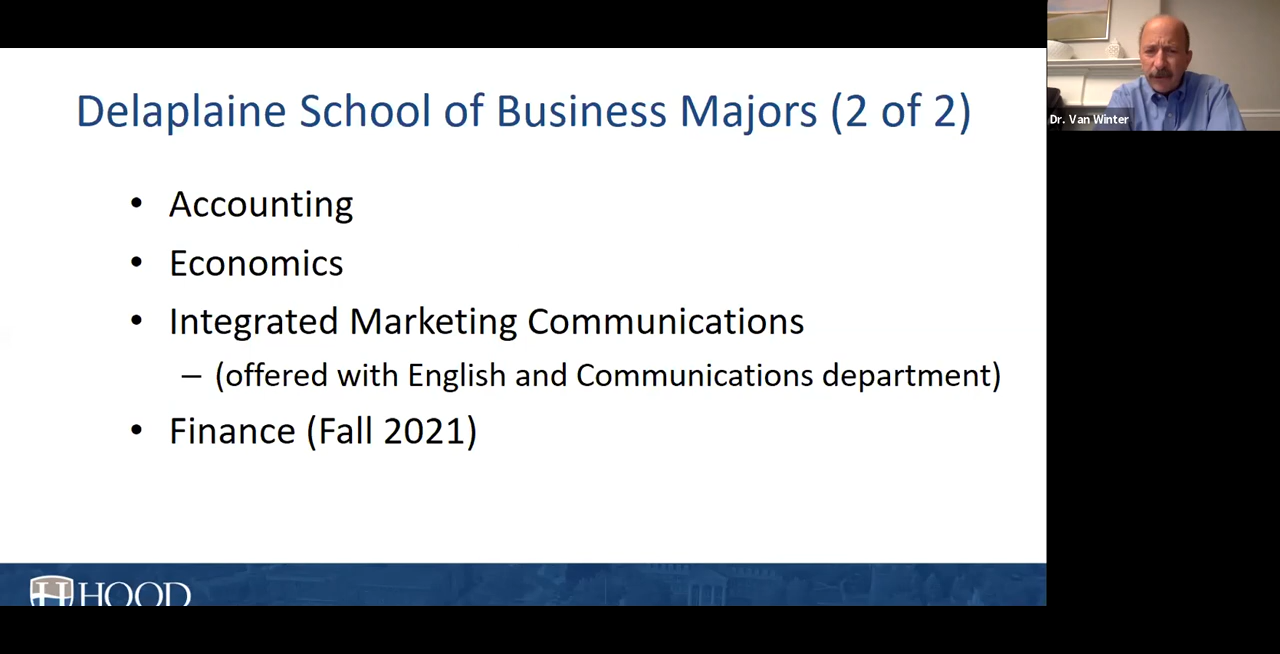 Delaplaine School of Business Majors (2 of 2)
• Accounting
• Economics
• Integrated Marketing Communications
– (offered with English and Communications department)
• Finance (Fall 2021)
HOOD
Dr. Van Winter